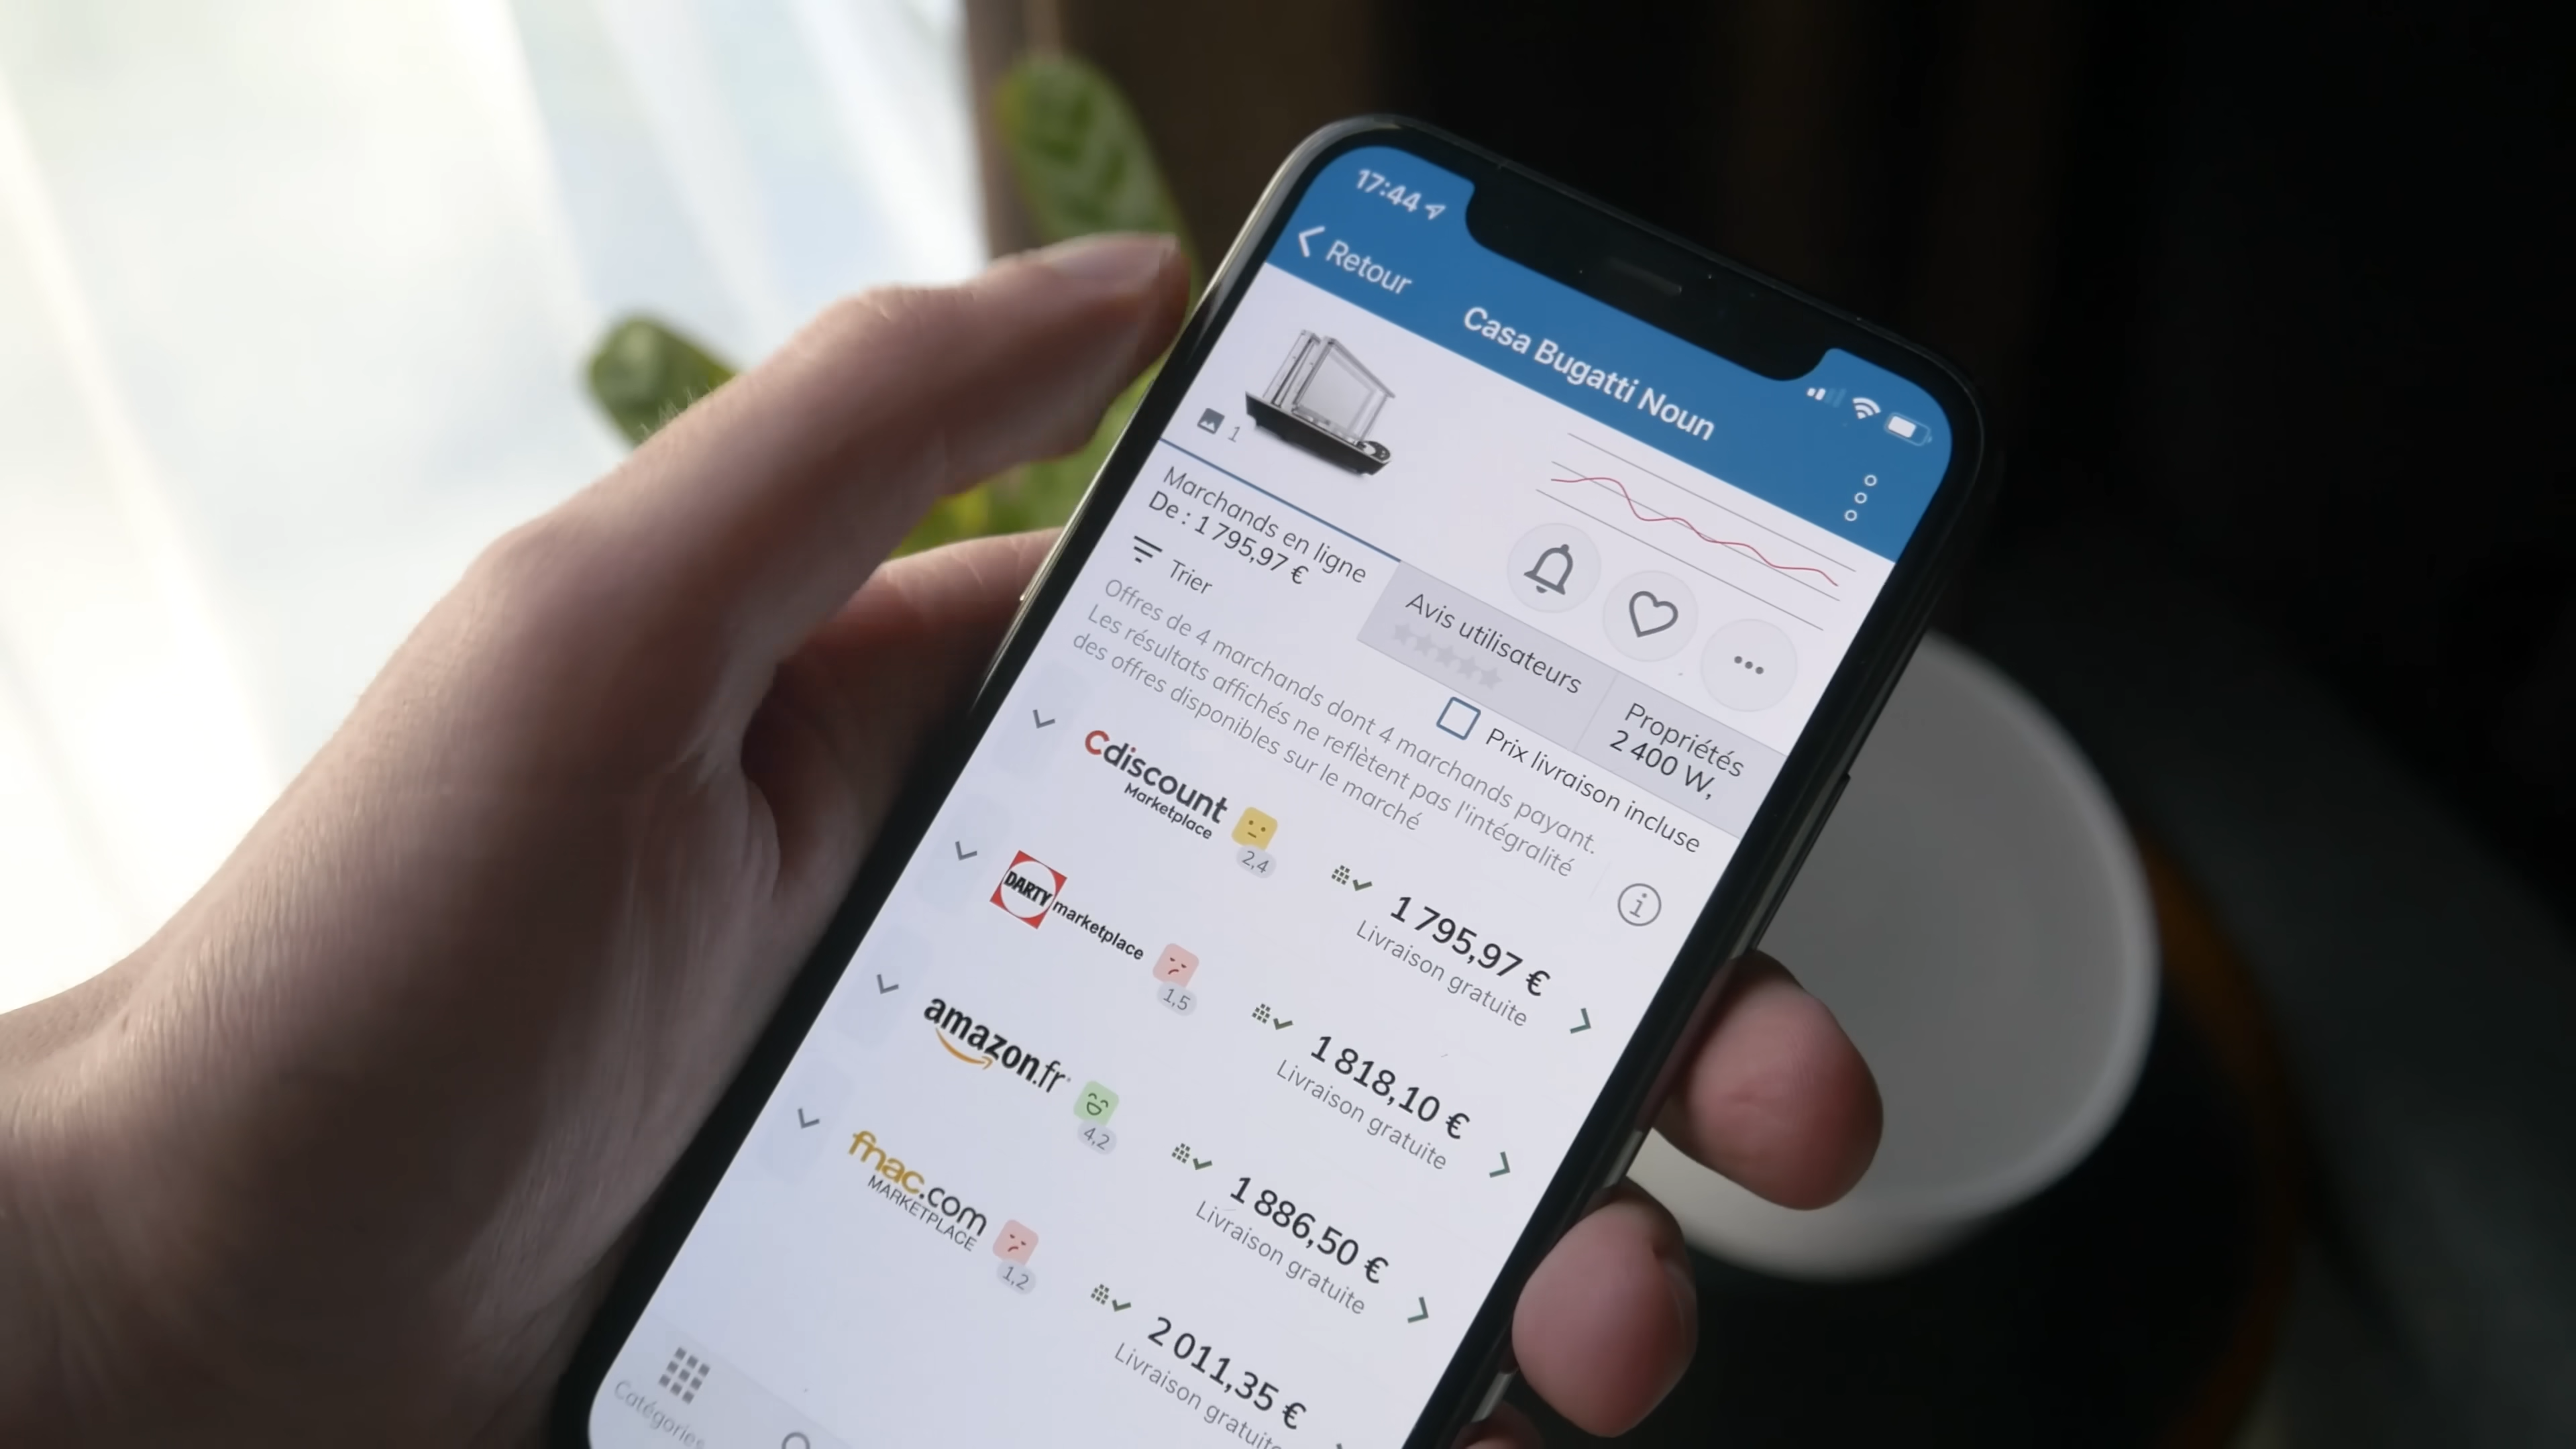 17:44
Retour
Casa Bugatti Noun
1
Marchands en ligne
De : 1 795,97 €
Avis utilisateurs
Propriétés
2 400 W,
Trier
Prix livraison incluse
Offres de 4 marchands dont 4 marchands payant.
Les résultats affichés ne reflètent pas l'intégralité
des offres disponibles sur le marché
i
Cdiscount
Marketplace
2,4
1 795,97 €
Livraison gratuite
DARTY marketplace
1,5
1 818,10 €
Livraison gratuite
amazon.fr
4,2
1 886,50 €
Livraison gratuite
fnac.com
MARKETPLACE
1,2
2 011,35 €
Livraison gratuite
Catégories